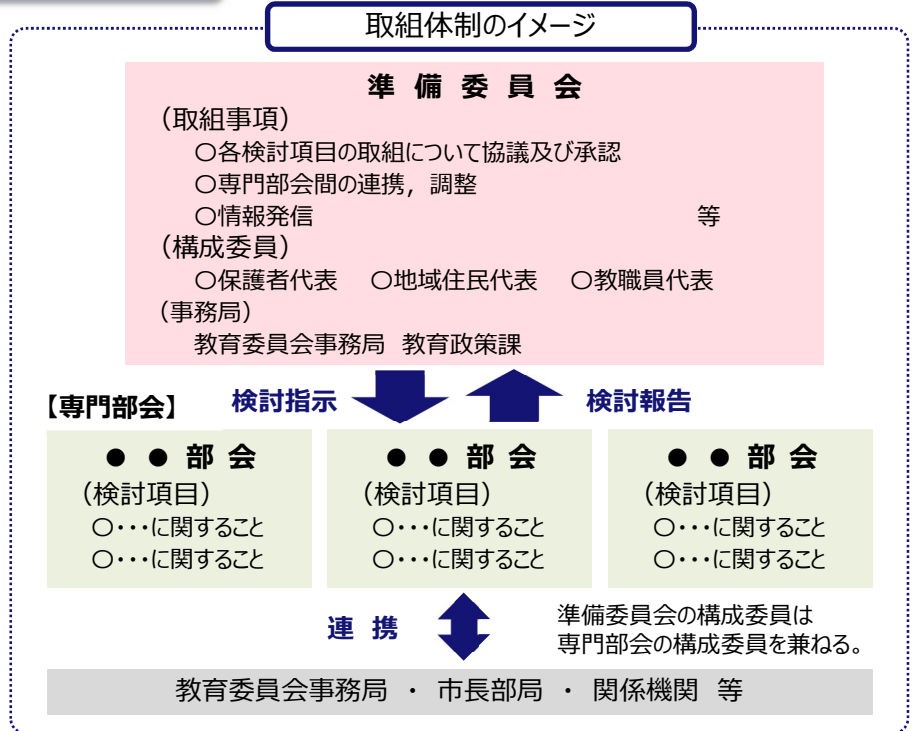 取組体制のイメージ
準 備 委 員 会
（取組事項）
〇各検討項目の取組について協議及び承認
〇専門部会間の連携，調整
〇情報発信 等
（構成委員）
〇保護者代表 〇地域住民代表 〇教職員代表
（事務局）
教育委員会事務局 教育政策課
検討指示
検討報告
【専門部会】
● ● 部 会
（検討項目）
〇・・・に関すること
〇・・・に関すること
● ● 部 会
（検討項目）
〇・・・に関すること
〇・・・に関すること
● ● 部 会
（検討項目）
〇・・・に関すること
〇・・・に関すること
連 携
準備委員会の構成委員は
専門部会の構成委員を兼ねる。
教育委員会事務局 ・ 市長部局 ・ 関係機関 等